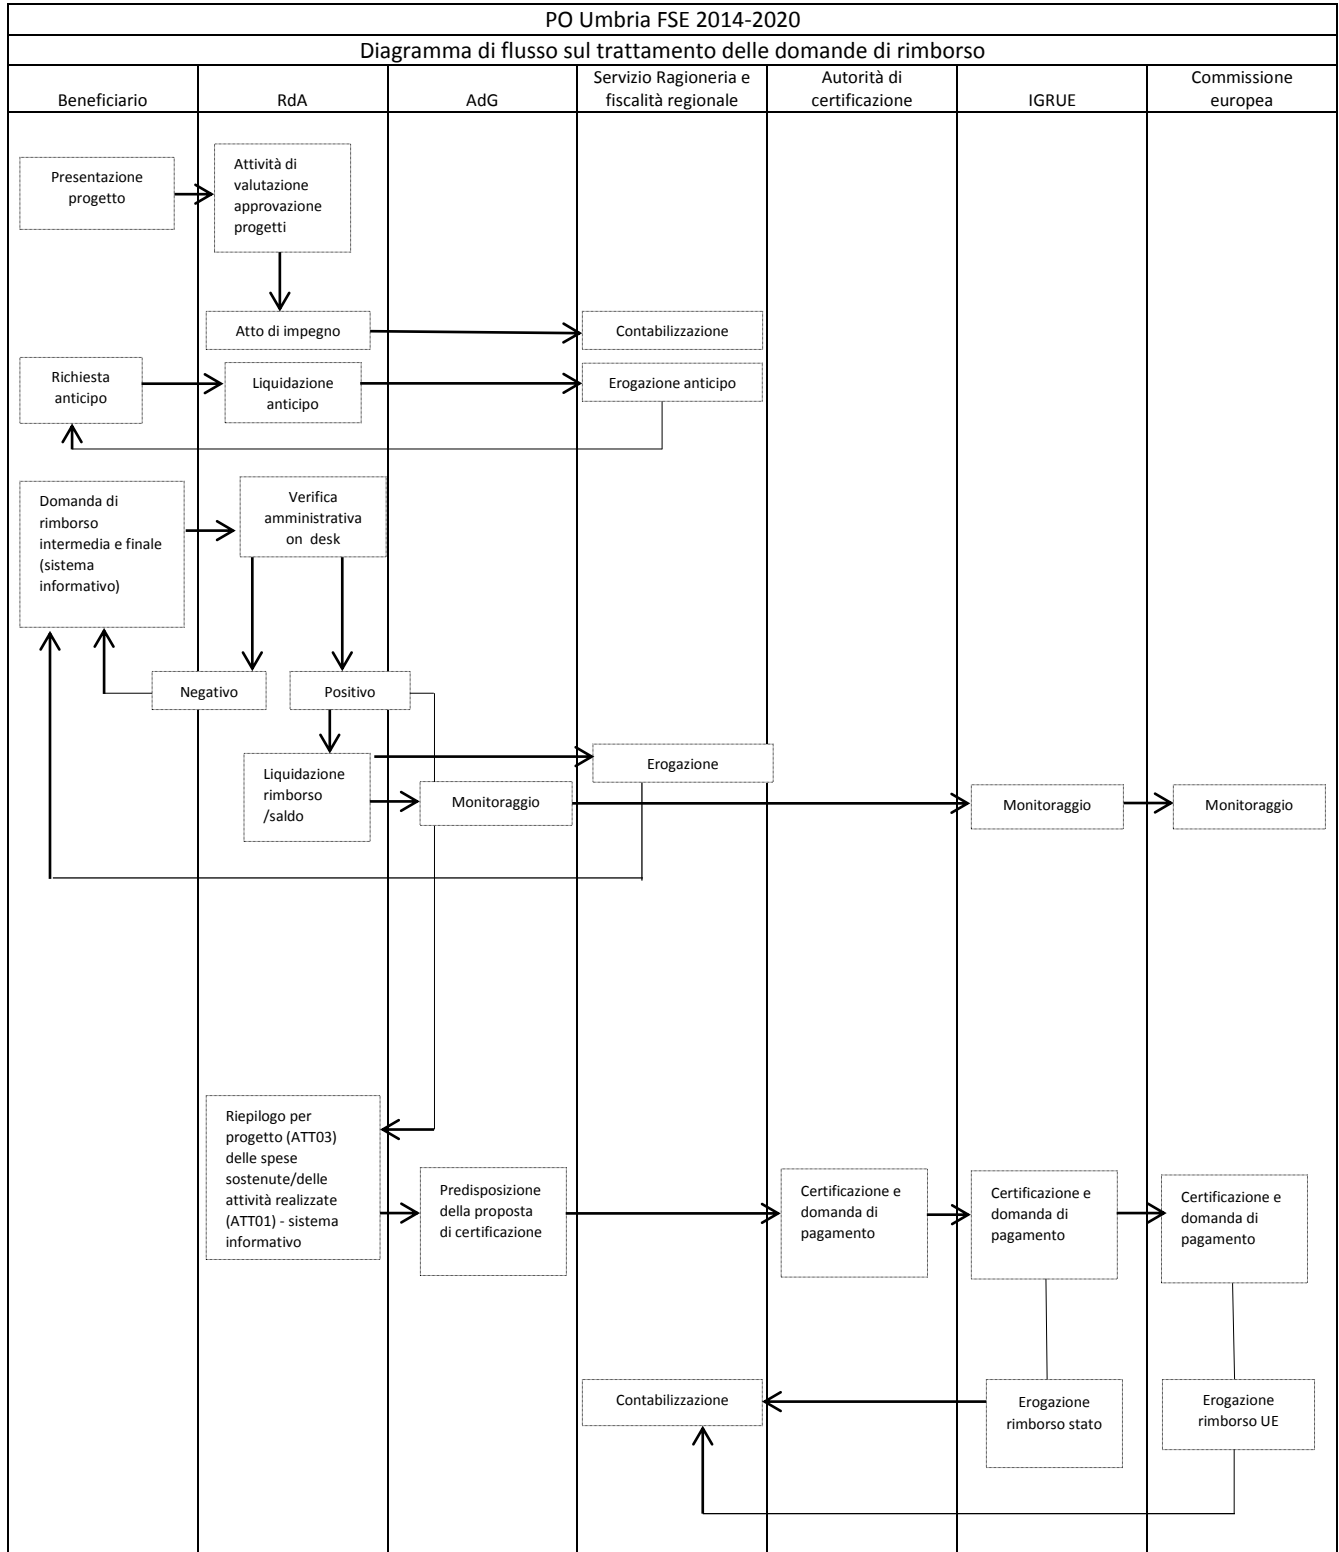 PO Umbria FSE 2014-2020
Diagramma di flusso sul trattamento delle domande di rimborso
Beneficiario
RdA
AdG
Servizio Ragioneria e
fiscalità regionale
Autorità di
certificazione
IGRUE
Commissione
europea
Presentazione
progetto
Attività di
valutazione
approvazione
progetti
Atto di impegno
Contabilizzazione
Richiesta
anticipo
Liquidazione
anticipo
Erogazione anticipo
Domanda di
rimborso
intermedia e finale
(sistema
informativo)
Verifica
amministrativa
on desk
Negativo
Positivo
Liquidazione
rimborso
/saldo
Erogazione
Monitoraggio
Monitoraggio
Monitoraggio
Riepilogo per
progetto (ATT03)
delle spese
sostenute/delle
attività realizzate
(ATT01) - sistema
informativo
Predisposizione
della proposta
di certificazione
Certificazione e
domanda di
pagamento
Certificazione e
domanda di
pagamento
Certificazione e
domanda di
pagamento
Contabilizzazione
Erogazione
rimborso stato
Erogazione
rimborso UE